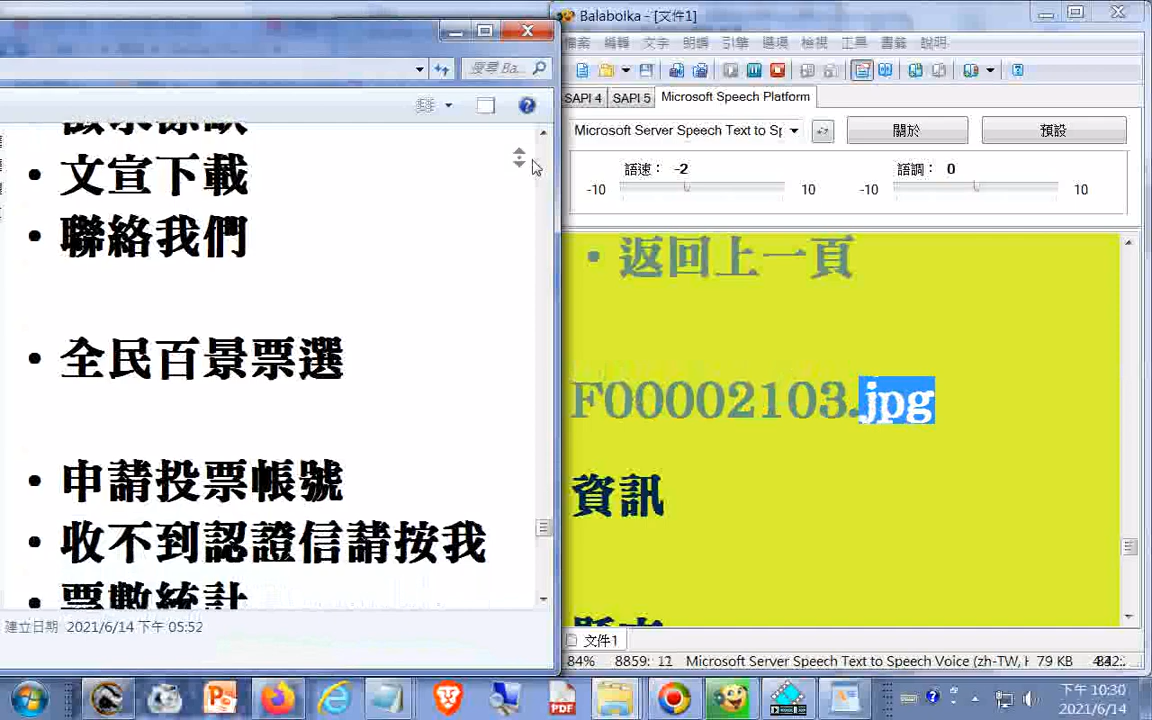 Balaboika - [文件1]
檔案 編輯 文字 朗讀 引擎 選項 檢視 工具 書籤 說明
搜尋 Ba...
SAPI 4 SAPI 5 Microsoft Speech Platform
Microsoft Server Speech Text to Sp
關於
預設
語速： -2
語調： 0
-10 10 -10 10
• 文宣下載
• 聯絡我們
• 全民百景票選
• 申請投票帳號
• 收不到認證信請按我
• 票數統計
建立日期 2021/6/14 下午 05:52
• 返回上一頁
F00002103.jpg
資訊
文件1
84% 8859: Microsoft Server Speech Text to Speech Voice (zh-TW, H 79 KB
PDF
下午 10:30
2021/6/14